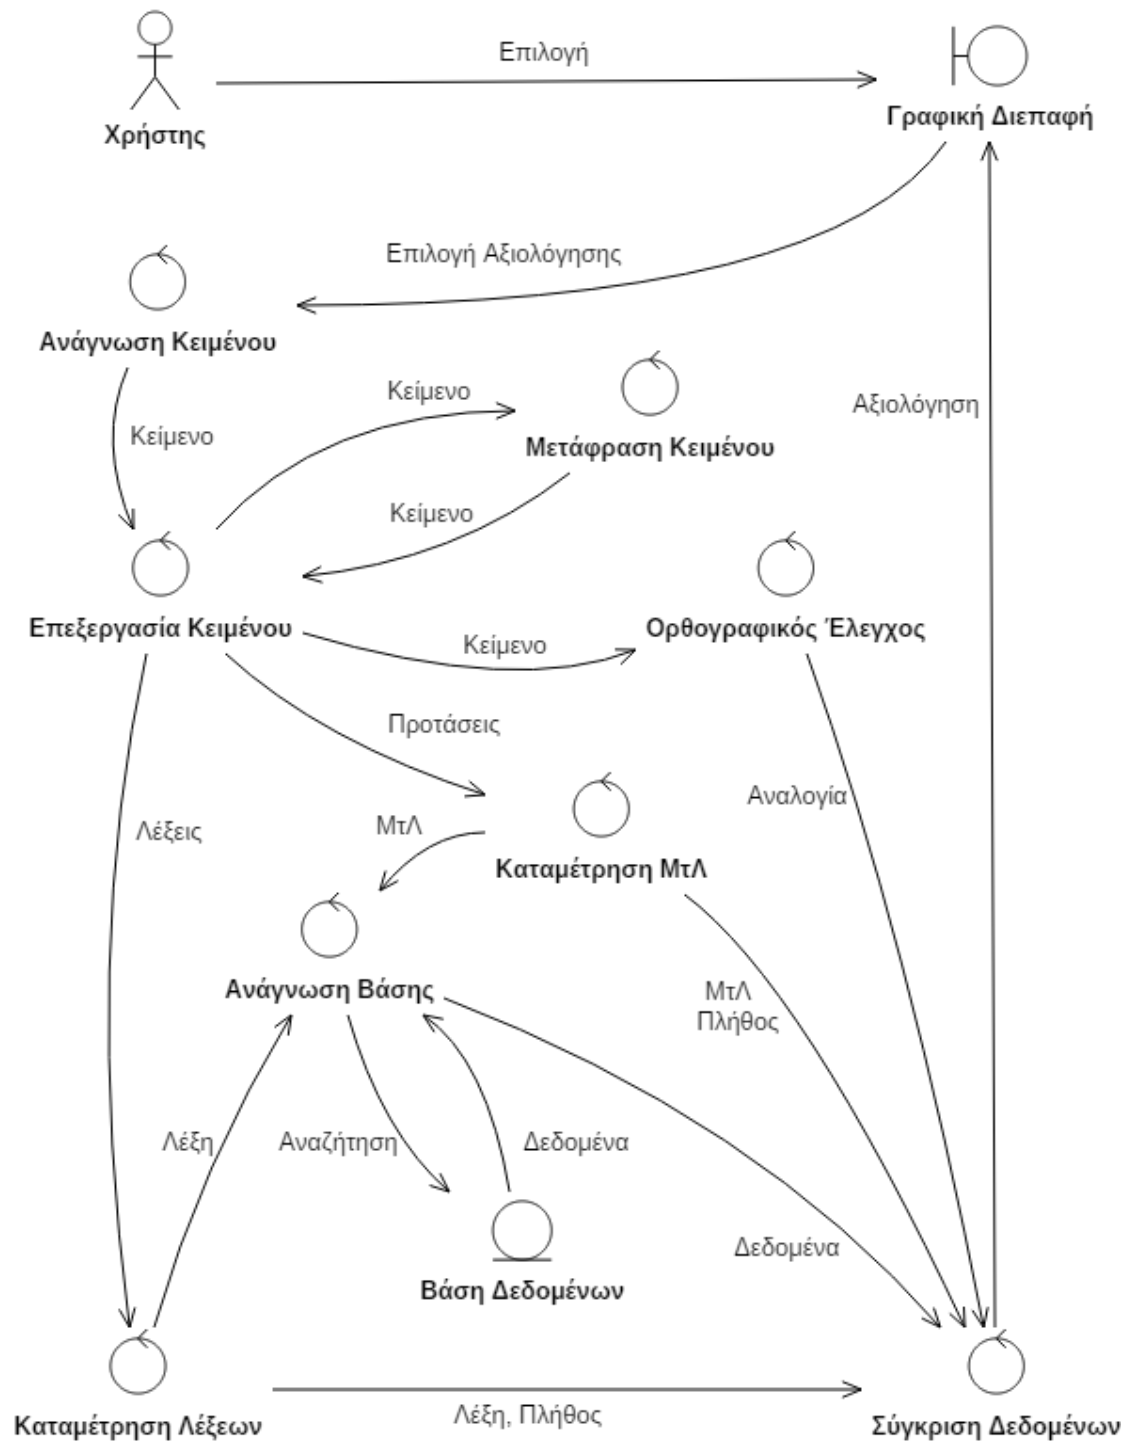 Επιλογή
Χρήστης
Γραφική Διεπαφή
Επιλογή Αξιολόγησης
Ανάγνωση Κειμένου
Κείμενο
Αξιολόγηση
Κείμενο
Μετάφραση Κειμένου
Κείμενο
Επεξεργασία Κειμένου
Κείμενο
Ορθογραφικός Έλεγχος
Προτάσεις
Αναλογία
Λέξεις
ΜτΛ
Καταμέτρηση ΜτΛ
Ανάγνωση Βάσης
ΜτΛ
Πλήθος
Λέξη
Αναζήτηση
Δεδομένα
Δεδομένα
Βάση Δεδομένων
Λέξη, Πλήθος
Καταμέτρηση Λέξεων
Σύγκριση Δεδομένων